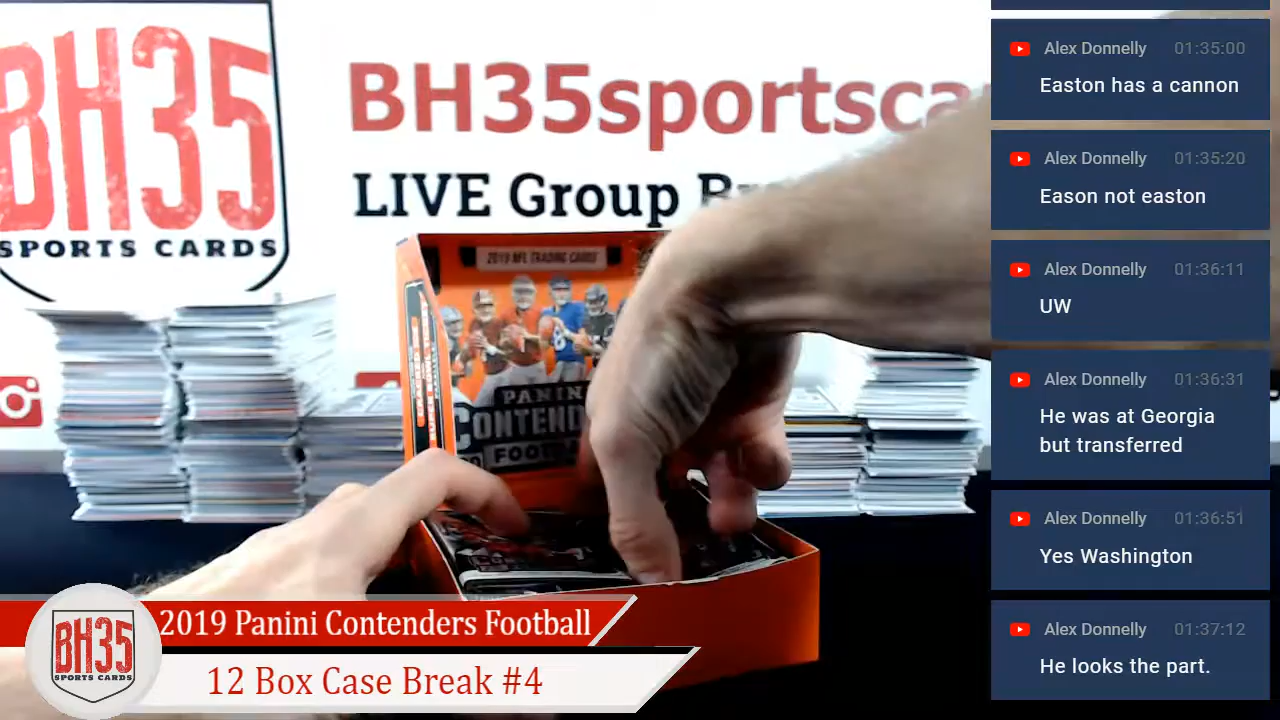 BH35
SPORTS CARDS
BH35sportsca
LIVE Group Br
2019 NFL TRADING CARDS
PANINI
CONTENDE
FOOTB
2019 Panini Contenders Football
12 Box Case Break #4
BH35
SPORTS CARDS
Alex Donnelly 01:35:00
Easton has a cannon
Alex Donnelly 01:35:20
Eason not easton
Alex Donnelly 01:36:11
UW
Alex Donnelly 01:36:31
He was at Georgia
but transferred
Alex Donnelly 01:36:51
Yes Washington
Alex Donnelly 01:37:12
He looks the part.